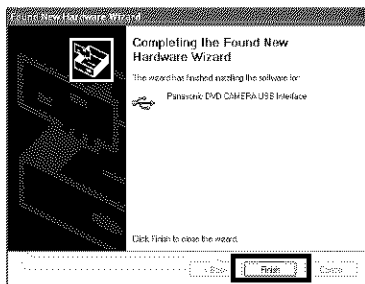 Found New Hardware Wizard
Completing the Found New
Hardware Wizard
The wizard has finished installing the software for:
Panasonic DVD CAMERA USB Interface
Click Finish to close the wizard.
< Back
Finish
Cancel